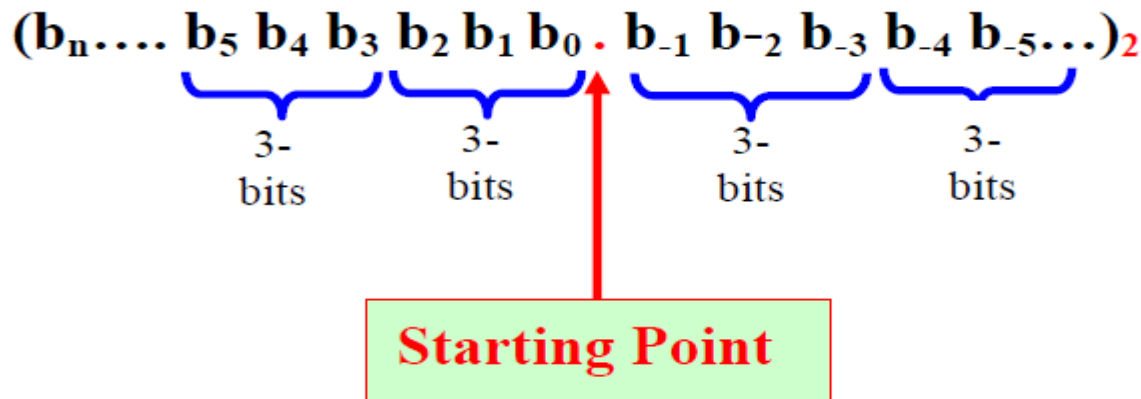 (bₙ.... b₅ b₄ b₃ b₂ b₁ b₀ . b₋₁ b₋₂ b₋₃ b₋₄ b₋₅...)₂
3-bits 3-bits 3-bits 3-bits
Starting Point